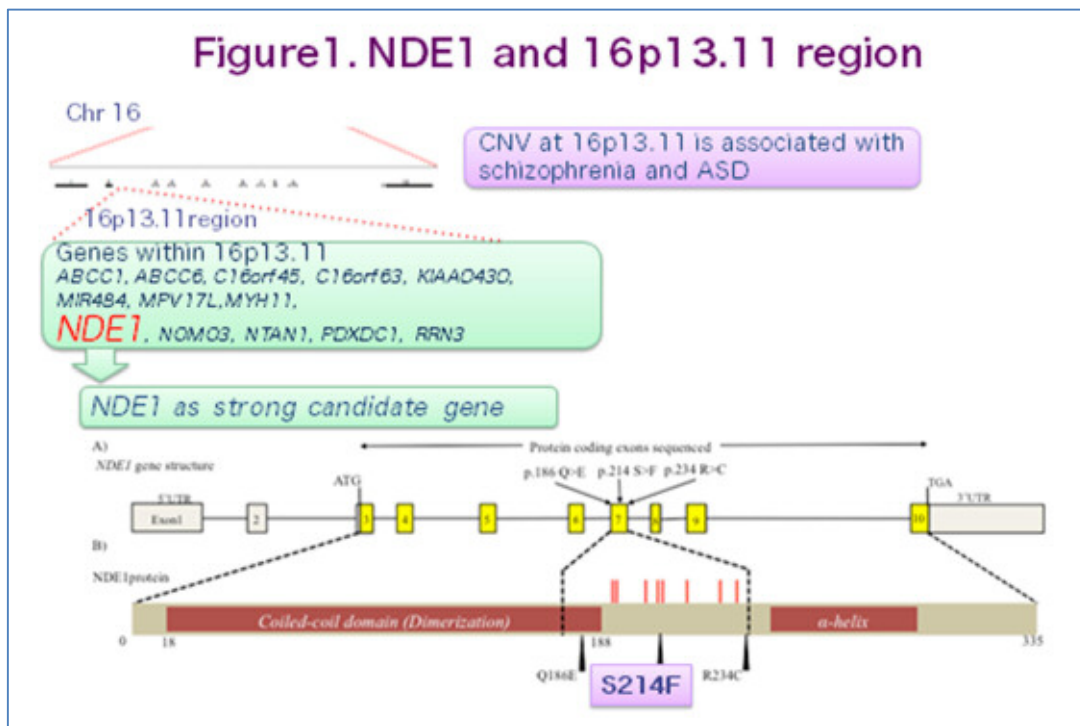 Figure1. NDE1 and 16p13.11 region
Chr 16
CNV at 16p13.11 is associated with
schizophrenia and ASD
16p13.11region
Genes within 16p13.11
ABCC1, ABCC6, C16orf45, C16orf63, KIAA0430,
MIR484, MPV17L,MYH11,
NDE1, NOMO3, NTAN1, PDXDC1, RRN3
NDE1 as strong candidate gene
A)
Protein coding exons sequenced
NDE1 gene structure
p.186 Q>E p.214 S>F p.234 R>C
ATG
TGA
5'UTR
3'UTR
Exon1 2 3 4 5 6 7 8 9 10
B)
NDE1protein
Coiled-coil domain (Dimerization) α-helix
0 18 188 335
Q186E S214F R234C